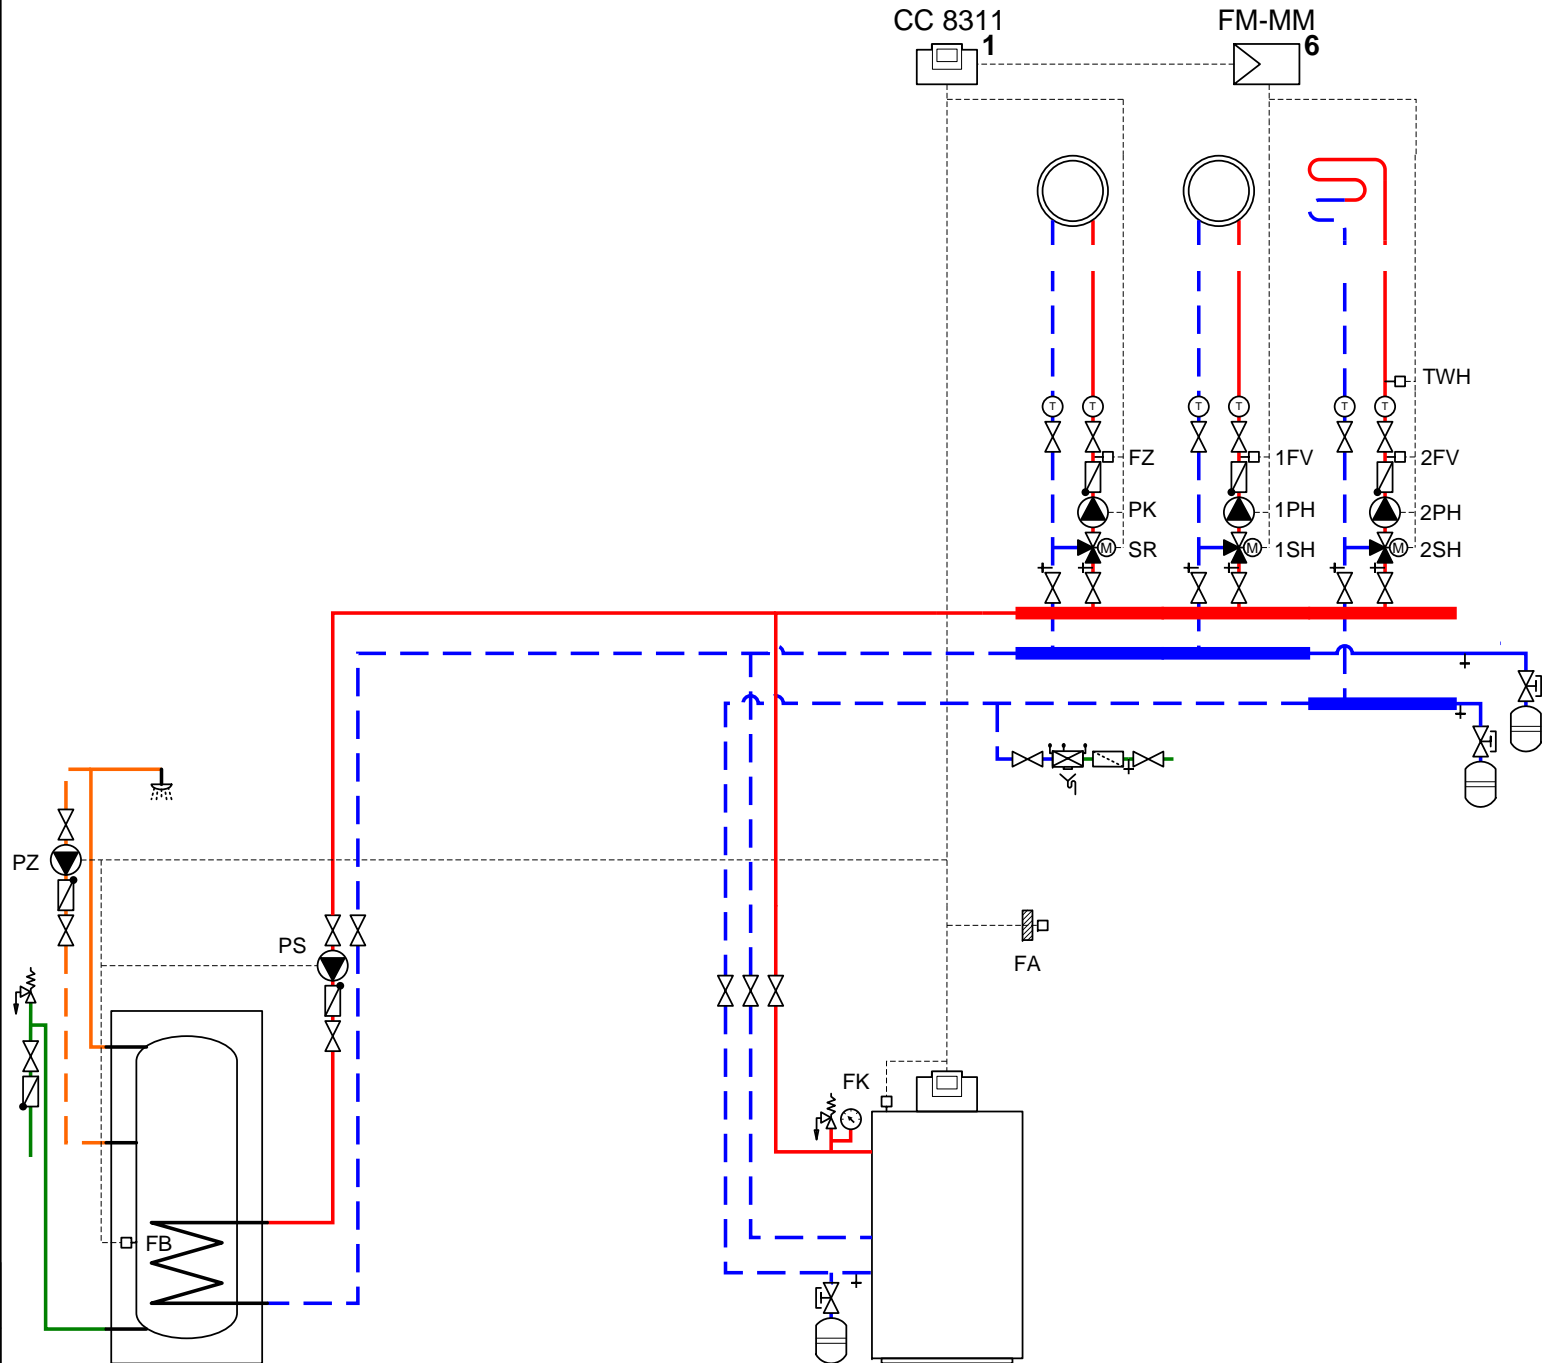 CC 8311
FM-MM
1
6
TWH
T T T T T T
FZ
1FV
2FV
PK
1PH
2PH
M SR
M 1SH
M 2SH
PZ
PS
FA
FK
FB